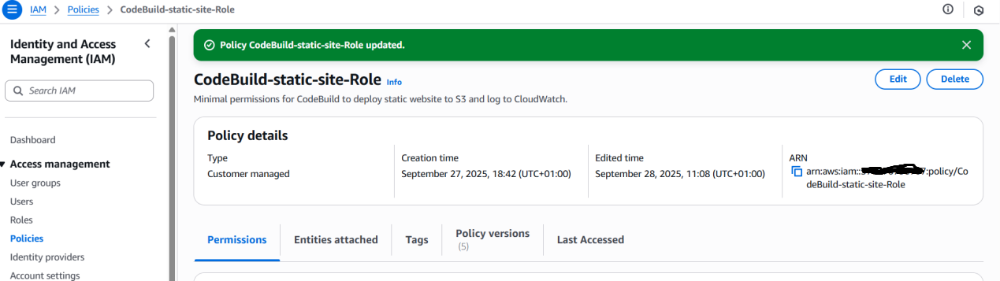 IAM > Policies > CodeBuild-static-site-Role
Identity and Access
Management (IAM)
Search IAM
Dashboard
Access management
User groups
Users
Roles
Policies
Identity providers
Account settings
Policy CodeBuild-static-site-Role updated.
CodeBuild-static-site-Role Info
Edit
Delete
Minimal permissions for CodeBuild to deploy static website to S3 and log to CloudWatch.
Policy details
Type
Customer managed
Creation time
September 27, 2025, 18:42 (UTC+01:00)
Edited time
September 28, 2025, 11:08 (UTC+01:00)
ARN
arn:aws:iam:: :policy/Co
deBuild-static-site-Role
Permissions
Entities attached
Tags
Policy versions
(5)
Last Accessed